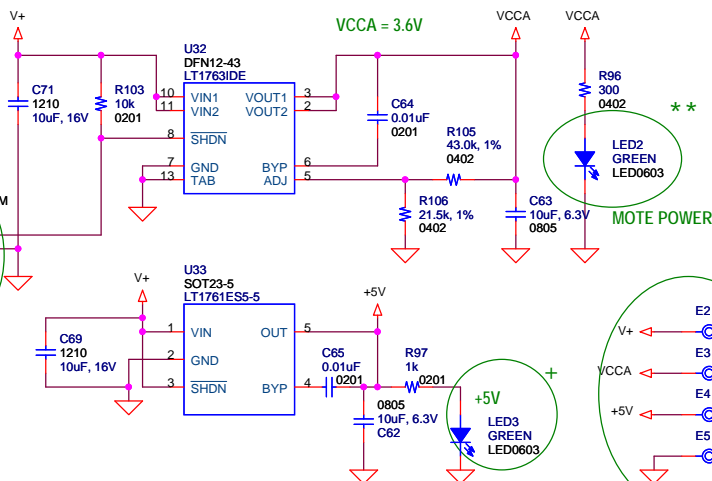 V+
VCCA = 3.6V
VCCA
VCCA
U32
DFN12-43
LT1763IDE
C71
1210
10uF, 16V
R103
10k
0201
10
VIN1
VOUT1
3
11
VIN2
VOUT2
2
8
SHDN
7
GND
BYP
6
13
TAB
ADJ
5
C64
0.01uF
0201
R105
43.0k, 1%
0402
R106
21.5k, 1%
0402
C63
10uF, 6.3V
0805
R96
300
0402
**
LED2
GREEN
LED0603
MOTE POWER
M
V+
U33
SOT23-5
LT1761ES5-5
+5V
C69
1210
10uF, 16V
1
VIN
OUT
5
2
GND
3
SHDN
BYP
4
C65
0.01uF
0201
R97
1k
0201
0805
10uF, 6.3V
C62
+
+5V
LED3
GREEN
LED0603
E2
V+
E3
VCCA
E4
+5V
E5